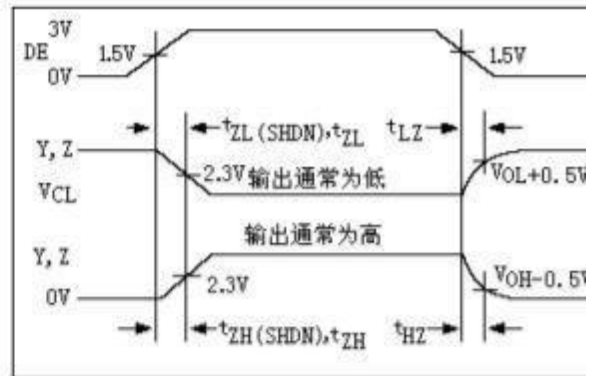 3V
DE
1.5V
1.5V
0V
tZL(SHDN),tZL
tLZ
Y, Z
2.3V
输出通常为低
VOL+0.5V
VCL
输出通常为高
Y, Z
2.3V
VOH-0.5V
0V
tZH(SHDN),tZH
tHZ